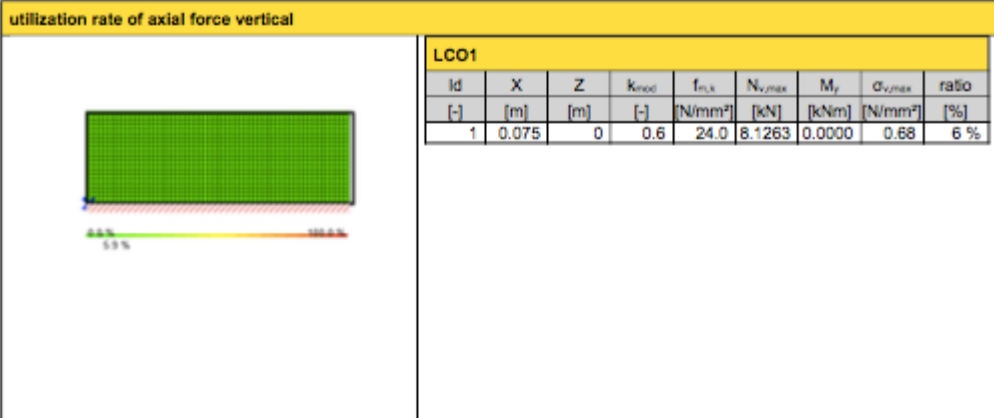 utilization rate of axial force vertical
LCO1
Id X Z kmod fm,k Nv,max My σv,max ratio
[-] [m] [m] [-] [N/mm²] [kN] [kNm] [N/mm²] [%]
1 0.075 0 0.6 24.0 8.1263 0.0000 0.68 6 %
100.0 %
5.9 %